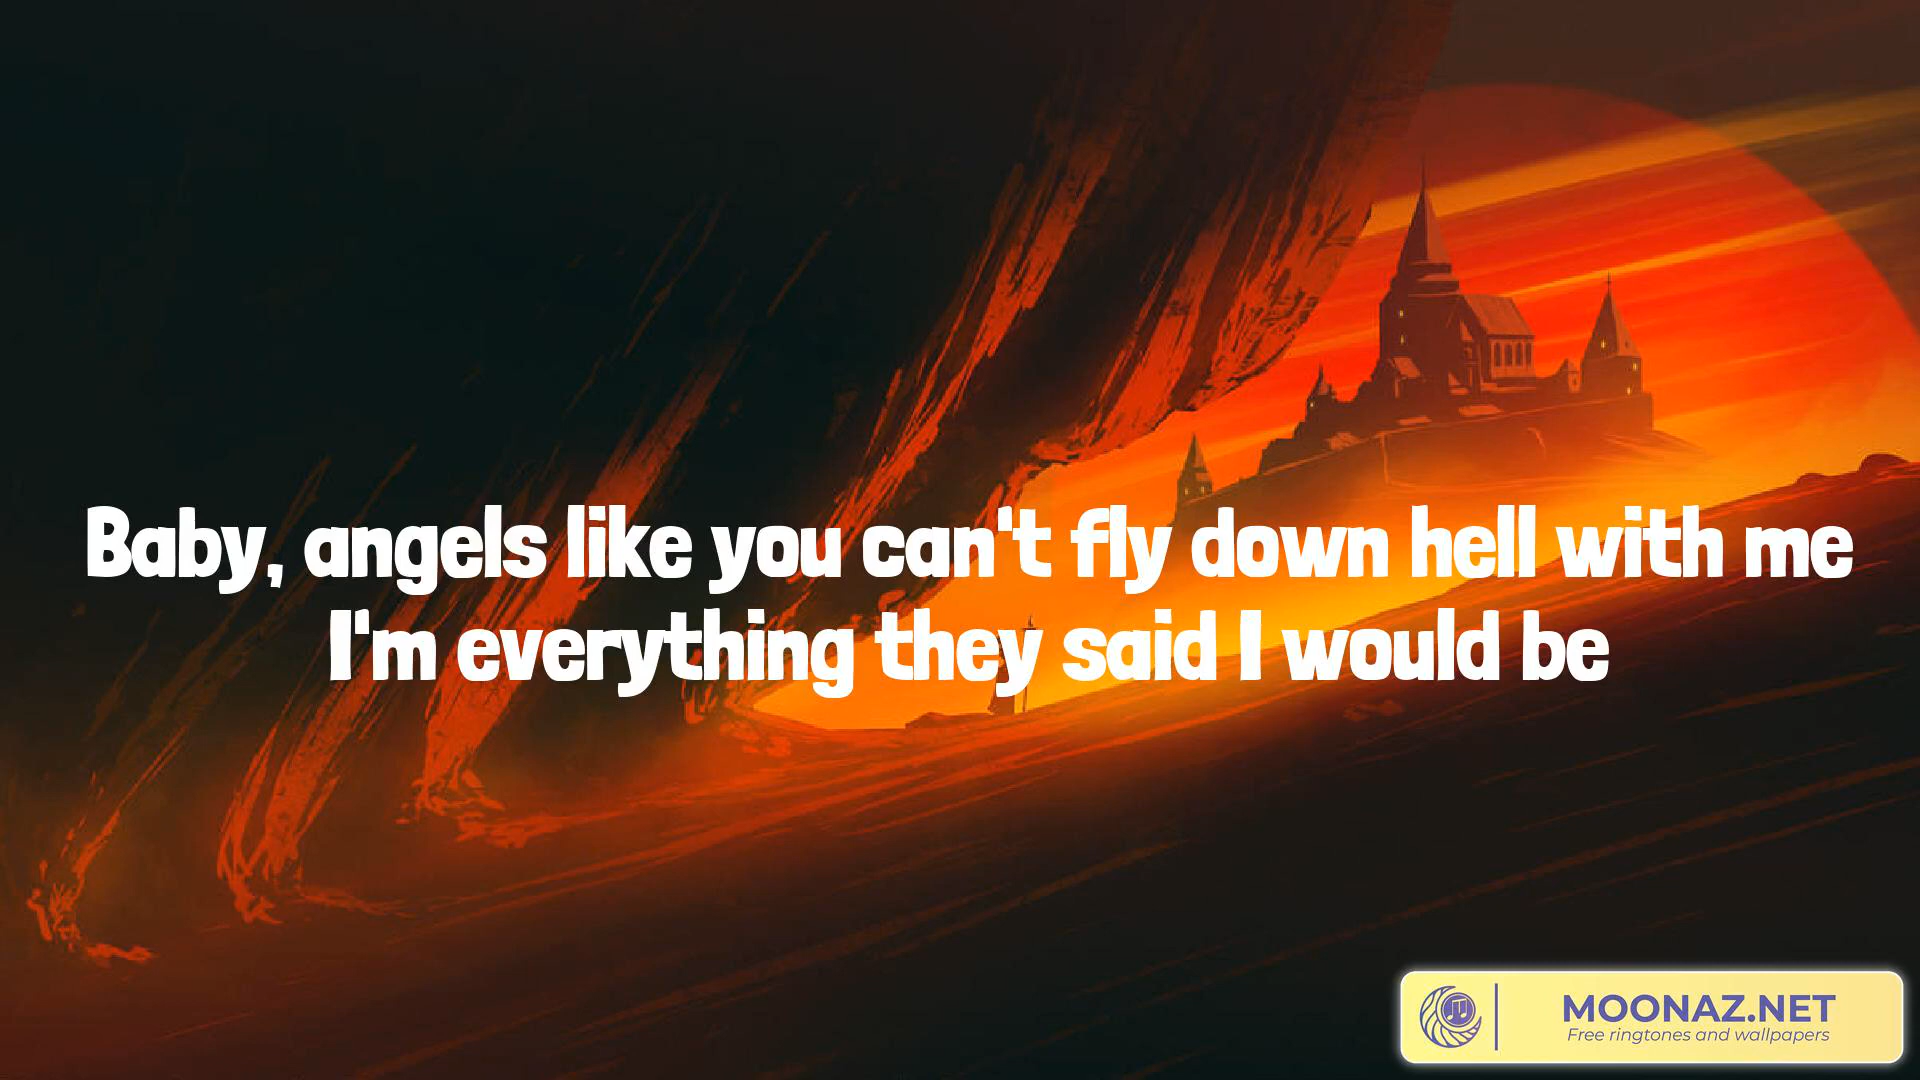 Baby, angels like you can't fly down hell with me
I'm everything they said I would be
MOONAZ.NET
Free ringtones and wallpapers